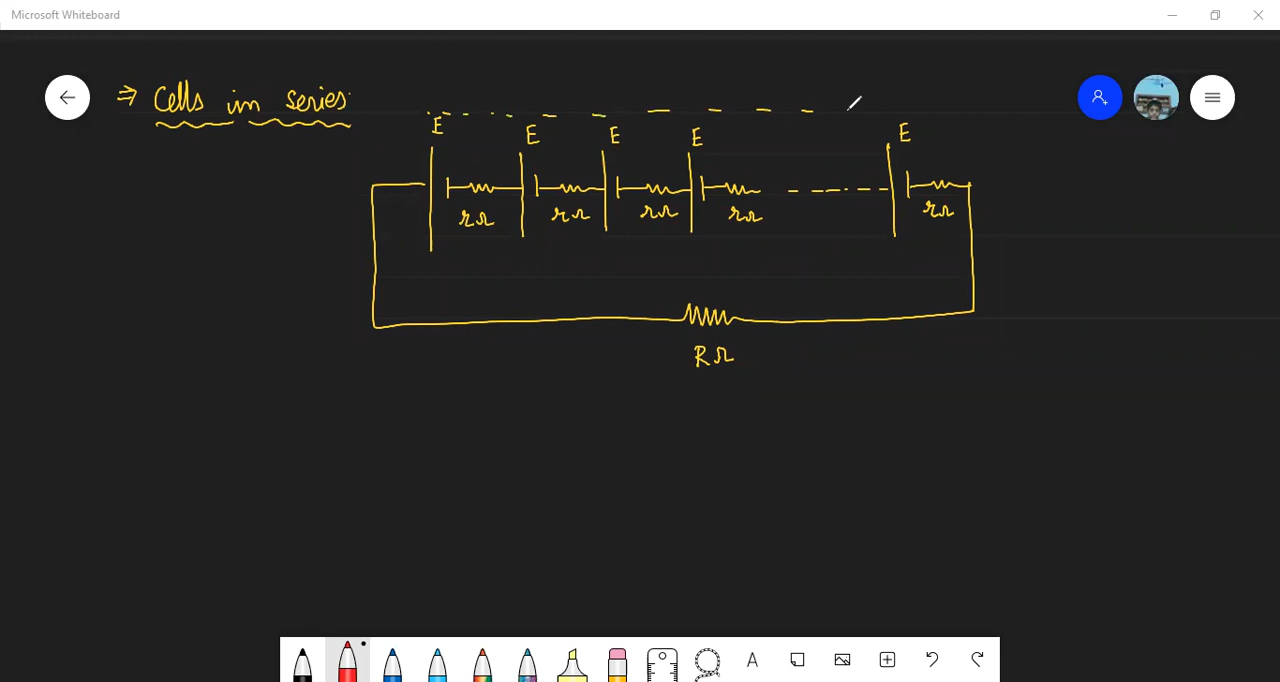 Microsoft Whiteboard
⇒ Cells in series
E E E E E
rΩ rΩ rΩ rΩ rΩ
RΩ
A